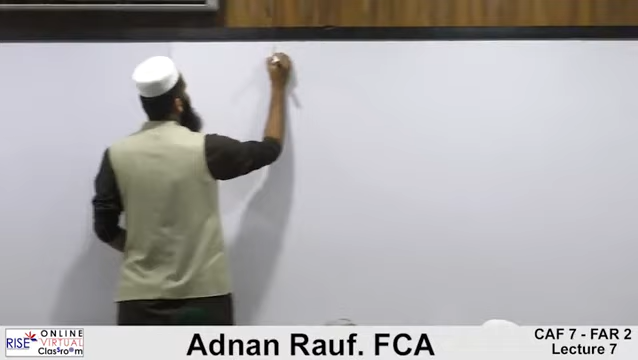 RISE ONLINE
VIRTUAL
Classroom
Adnan Rauf. FCA
CAF 7 - FAR 2
Lecture 7